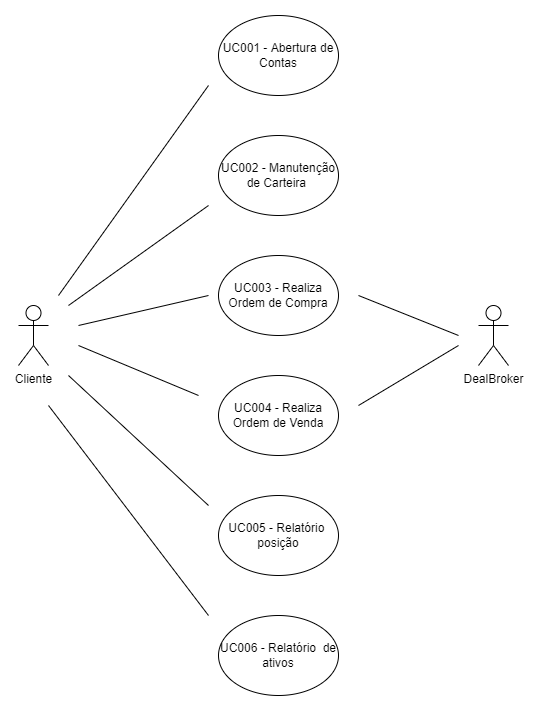 UC001 - Abertura de
Contas
UC002 - Manutenção
de Carteira
UC003 - Realiza
Ordem de Compra
Cliente
DealBroker
UC004 - Realiza
Ordem de Venda
UC005 - Relatório
posição
UC006 - Relatório  de
ativos